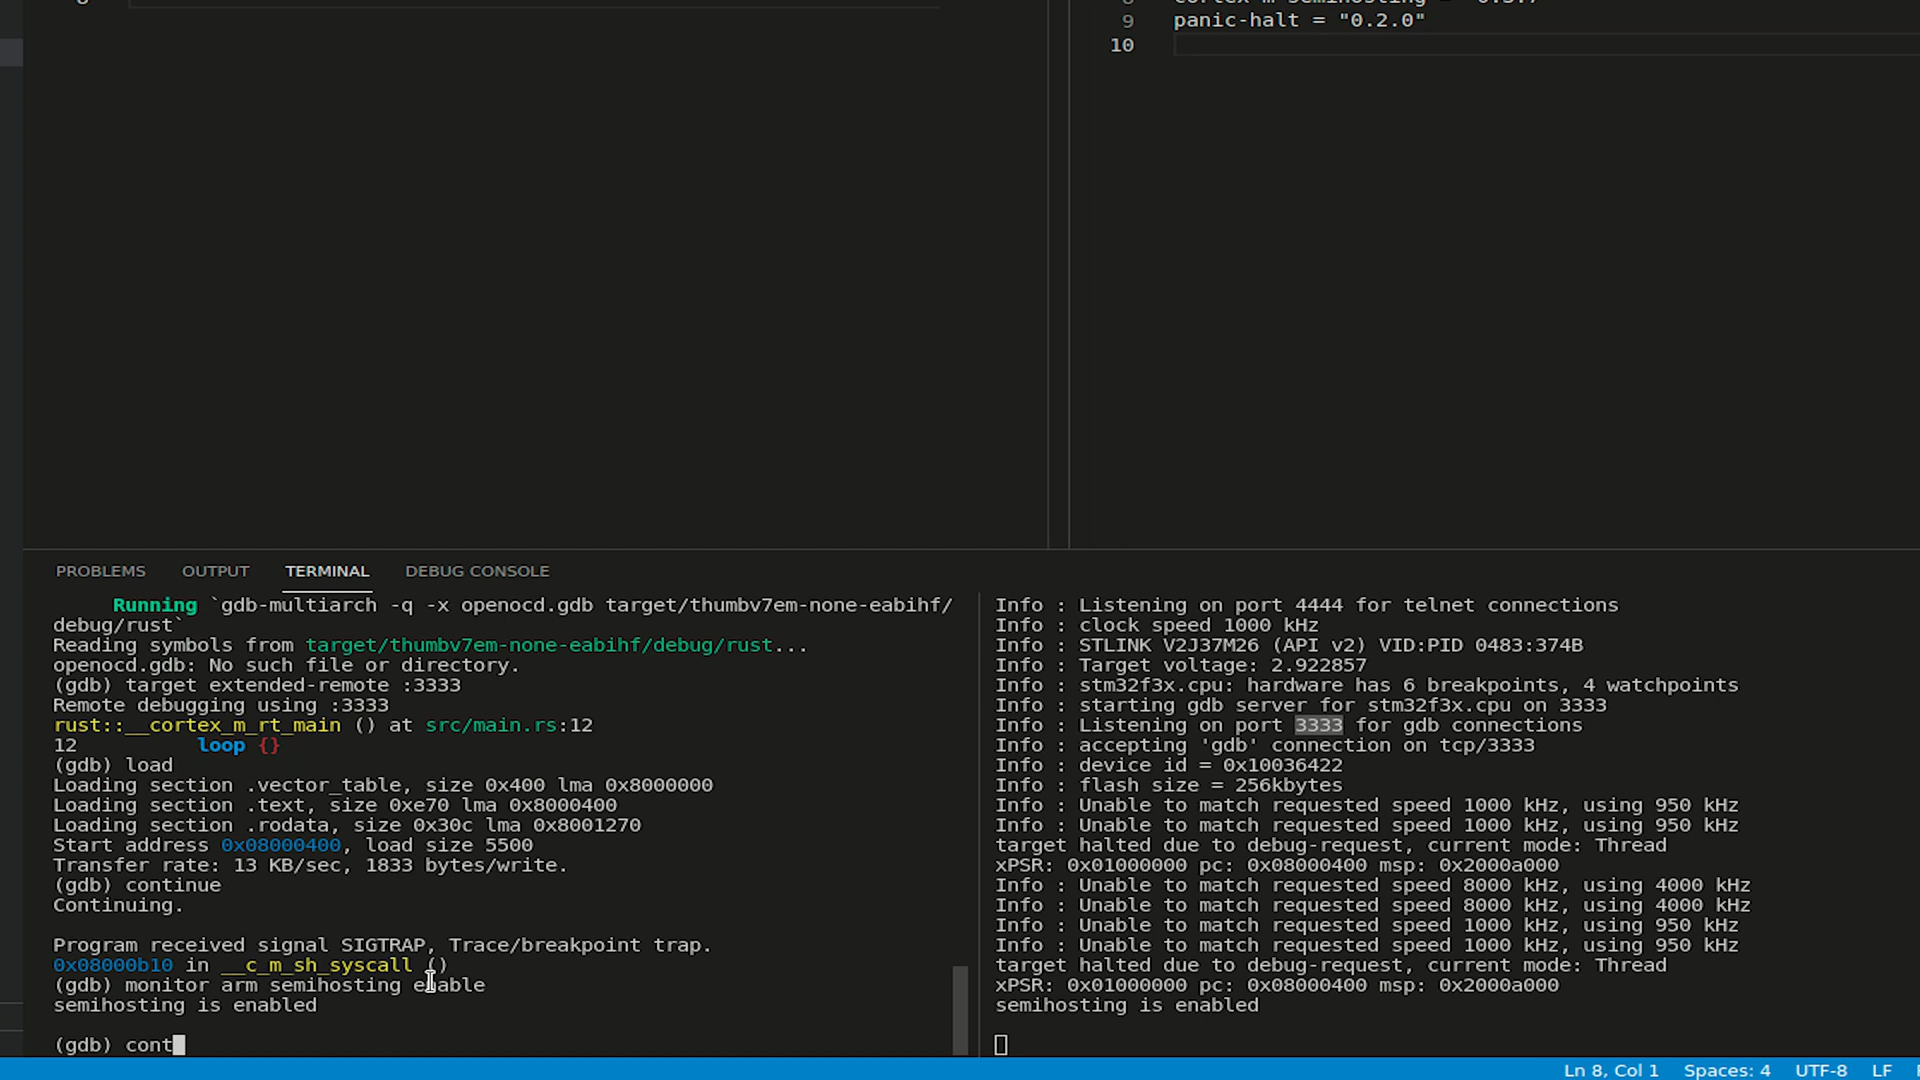 9 panic-halt = "0.2.0"
10
PROBLEMS OUTPUT TERMINAL DEBUG CONSOLE
Running `gdb-multiarch -q -x openocd.gdb target/thumbv7em-none-eabihf/
debug/rust`
Reading symbols from target/thumbv7em-none-eabihf/debug/rust...
openocd.gdb: No such file or directory.
(gdb) target extended-remote :3333
Remote debugging using :3333
rust::__cortex_m_rt_main () at src/main.rs:12
12 loop {}
(gdb) load
Loading section .vector_table, size 0x400 lma 0x8000000
Loading section .text, size 0xe70 lma 0x8000400
Loading section .rodata, size 0x30c lma 0x8001270
Start address 0x08000400, load size 5500
Transfer rate: 13 KB/sec, 1833 bytes/write.
(gdb) continue
Continuing.
Program received signal SIGTRAP, Trace/breakpoint trap.
0x08000b10 in __c_m_sh_syscall ()
(gdb) monitor arm semihosting enable
semihosting is enabled
(gdb) cont
Info : Listening on port 4444 for telnet connections
Info : clock speed 1000 kHz
Info : STLINK V2J37M26 (API v2) VID:PID 0483:374B
Info : Target voltage: 2.922857
Info : stm32f3x.cpu: hardware has 6 breakpoints, 4 watchpoints
Info : starting gdb server for stm32f3x.cpu on 3333
Info : Listening on port 3333 for gdb connections
Info : accepting 'gdb' connection on tcp/3333
Info : device id = 0x10036422
Info : flash size = 256kbytes
Info : Unable to match requested speed 1000 kHz, using 950 kHz
Info : Unable to match requested speed 1000 kHz, using 950 kHz
target halted due to debug-request, current mode: Thread
xPSR: 0x01000000 pc: 0x08000400 msp: 0x2000a000
Info : Unable to match requested speed 8000 kHz, using 4000 kHz
Info : Unable to match requested speed 8000 kHz, using 4000 kHz
Info : Unable to match requested speed 1000 kHz, using 950 kHz
Info : Unable to match requested speed 1000 kHz, using 950 kHz
target halted due to debug-request, current mode: Thread
xPSR: 0x01000000 pc: 0x08000400 msp: 0x2000a000
semihosting is enabled
Ln 8, Col 1 Spaces: 4 UTF-8 LF